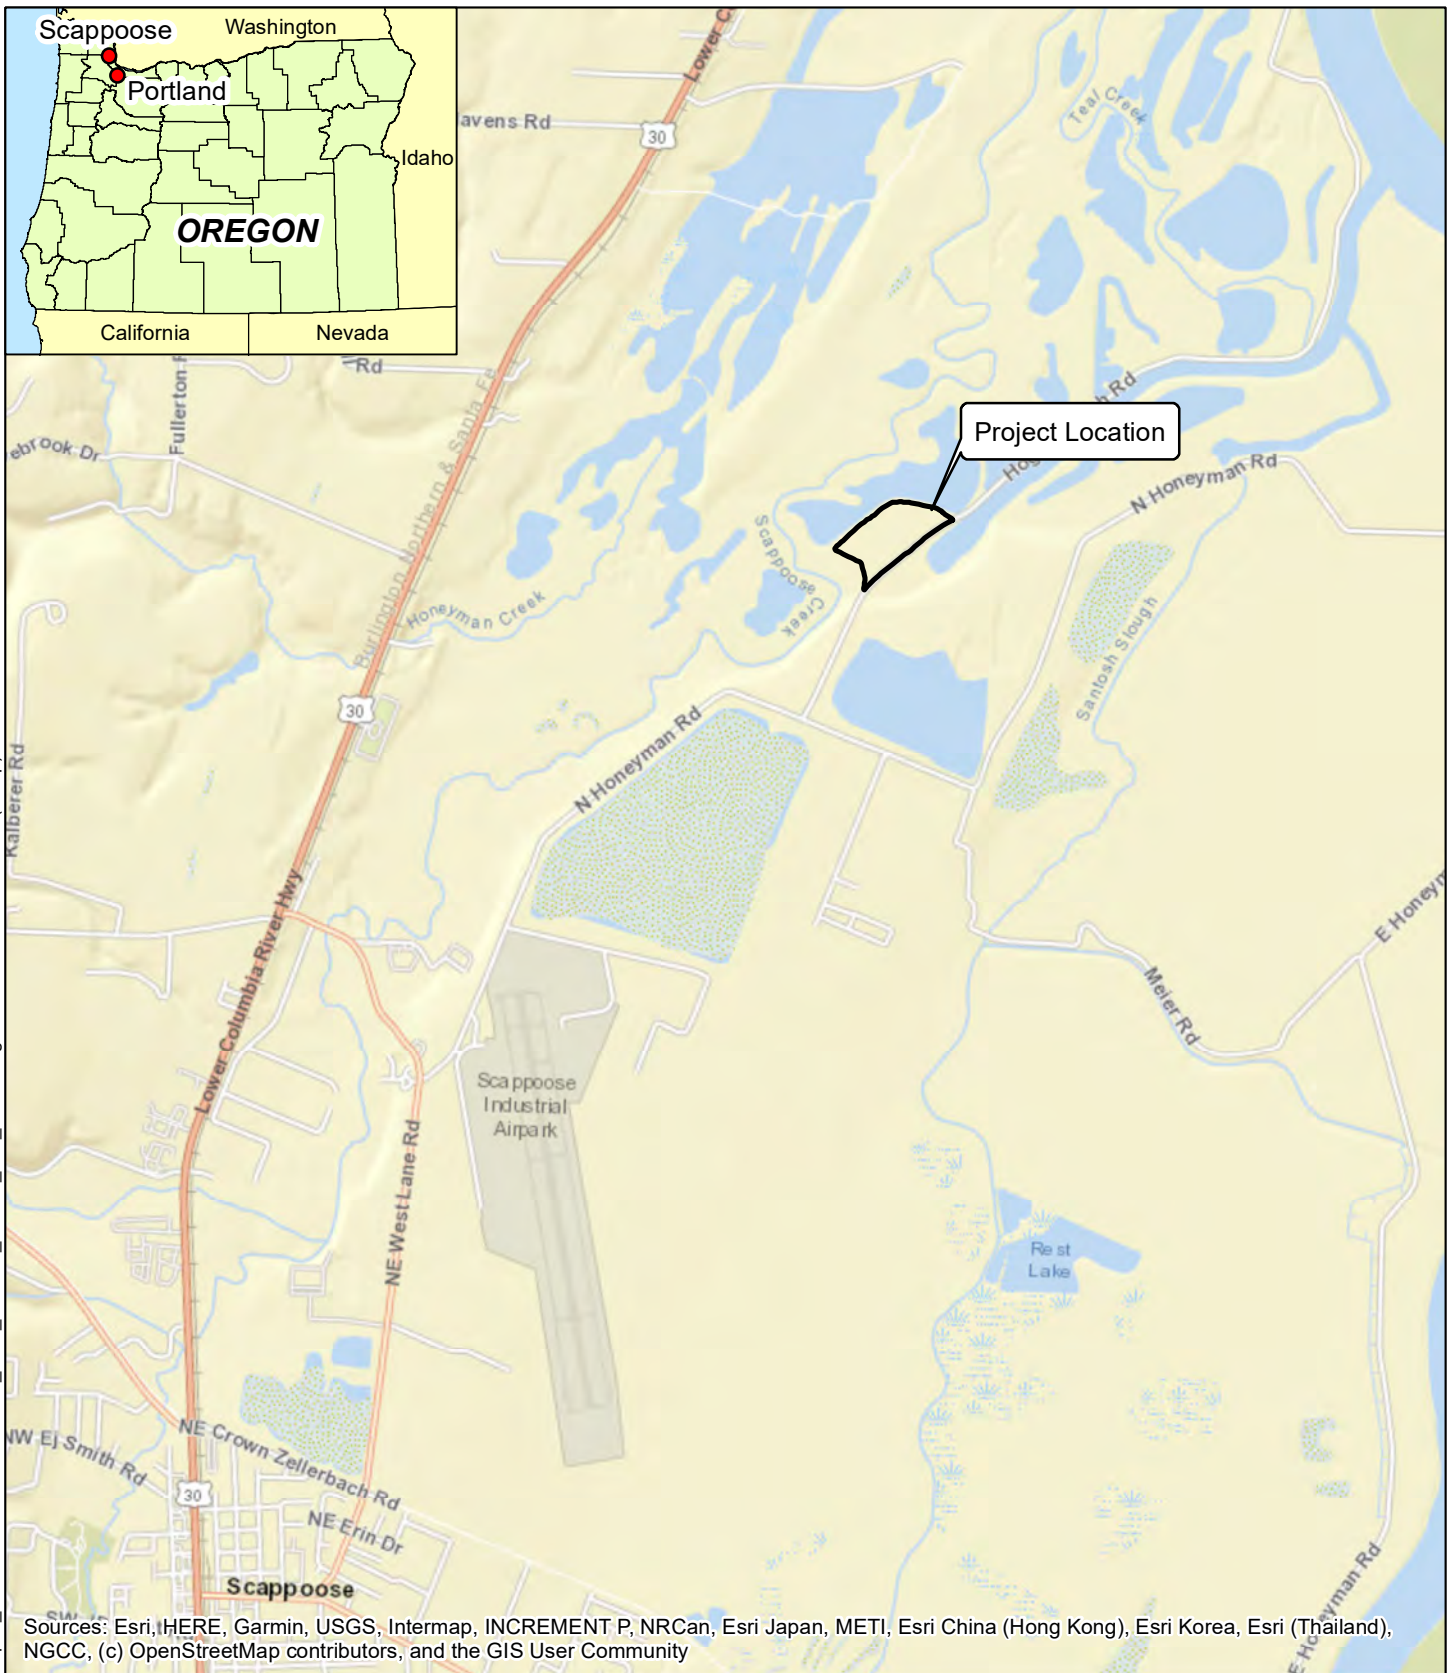 Scappoose
Washington
Portland
Idaho
OREGON
California
Nevada
avens Rd
30
Teal Creek
Rd
Fullerton
ebrook Dr
Burlington Northern & Santa Fe
Project Location
N Honeyman Rd
Scappoose
Creek
Honeyman Creek
Santosh Slough
30
N Honeyman Rd
Kalberer Rd
Lower Columbia River Hwy
E Honeym
Meier Rd
Scappoose
Industrial
Airpark
NE West Lane Rd
Rest
Lake
NE Crown Zellerbach Rd
NW Ej Smith Rd
30
NE Erin Dr
Scappoose
Sources: Esri, HERE, Garmin, USGS, Intermap, INCREMENT P, NRCan, Esri Japan, METI, Esri China (Hong Kong), Esri Korea, Esri (Thailand),
NGCC, (c) OpenStreetMap contributors, and the GIS User Community